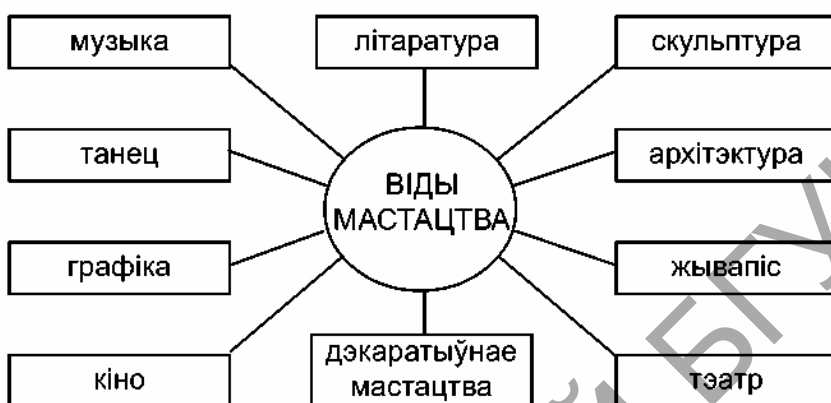 музыка
літаратура
скульптура
танец
архітэктура
ВІДЫ
МАСТАЦТВА
графіка
жывапіс
кіно
дэкаратыўнае
мастацтва
тэатр